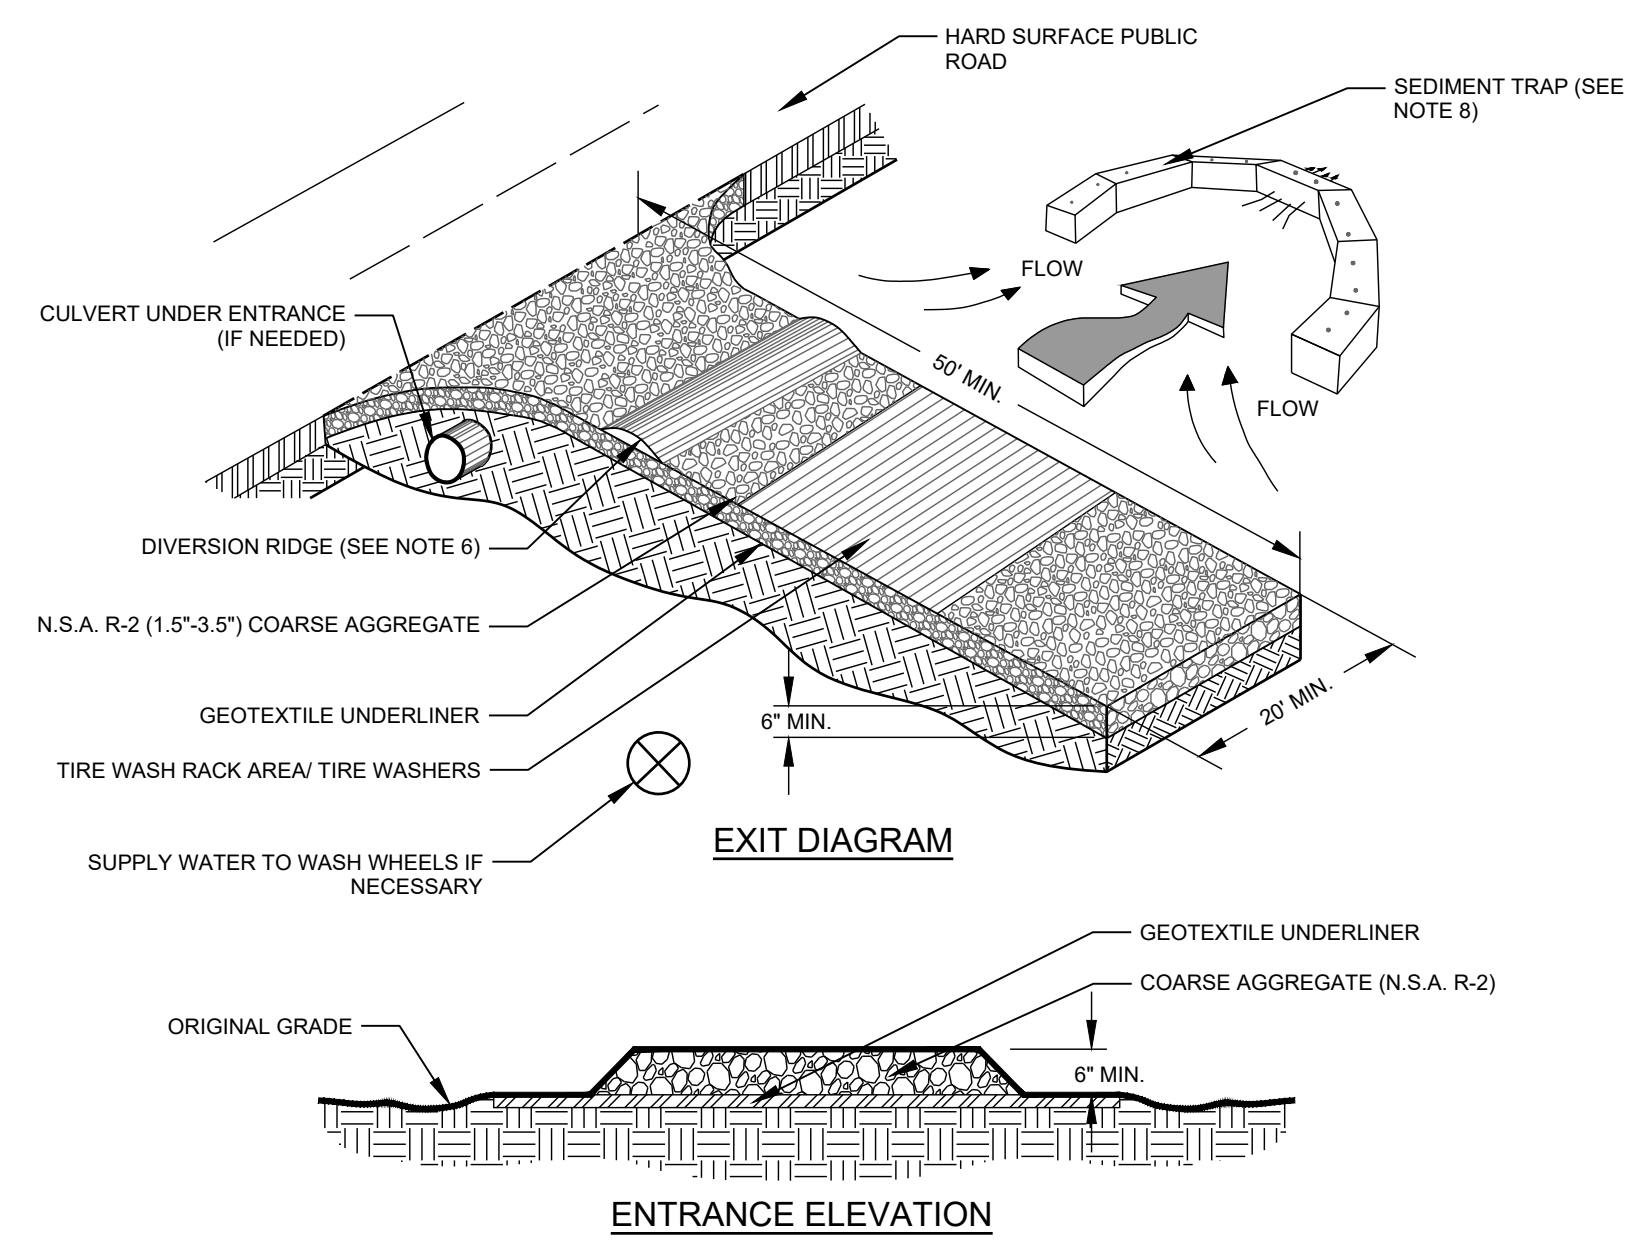 HARD SURFACE PUBLIC
ROAD
SEDIMENT TRAP (SEE
NOTE 8)
FLOW
CULVERT UNDER ENTRANCE
(IF NEEDED)
50' MIN.
FLOW
DIVERSION RIDGE (SEE NOTE 6)
N.S.A. R-2 (1.5"-3.5") COARSE AGGREGATE
GEOTEXTILE UNDERLINER
6" MIN.
20' MIN.
TIRE WASH RACK AREA/ TIRE WASHERS
SUPPLY WATER TO WASH WHEELS IF
NECESSARY
EXIT DIAGRAM
GEOTEXTILE UNDERLINER
COARSE AGGREGATE (N.S.A. R-2)
ORIGINAL GRADE
6" MIN.
ENTRANCE ELEVATION